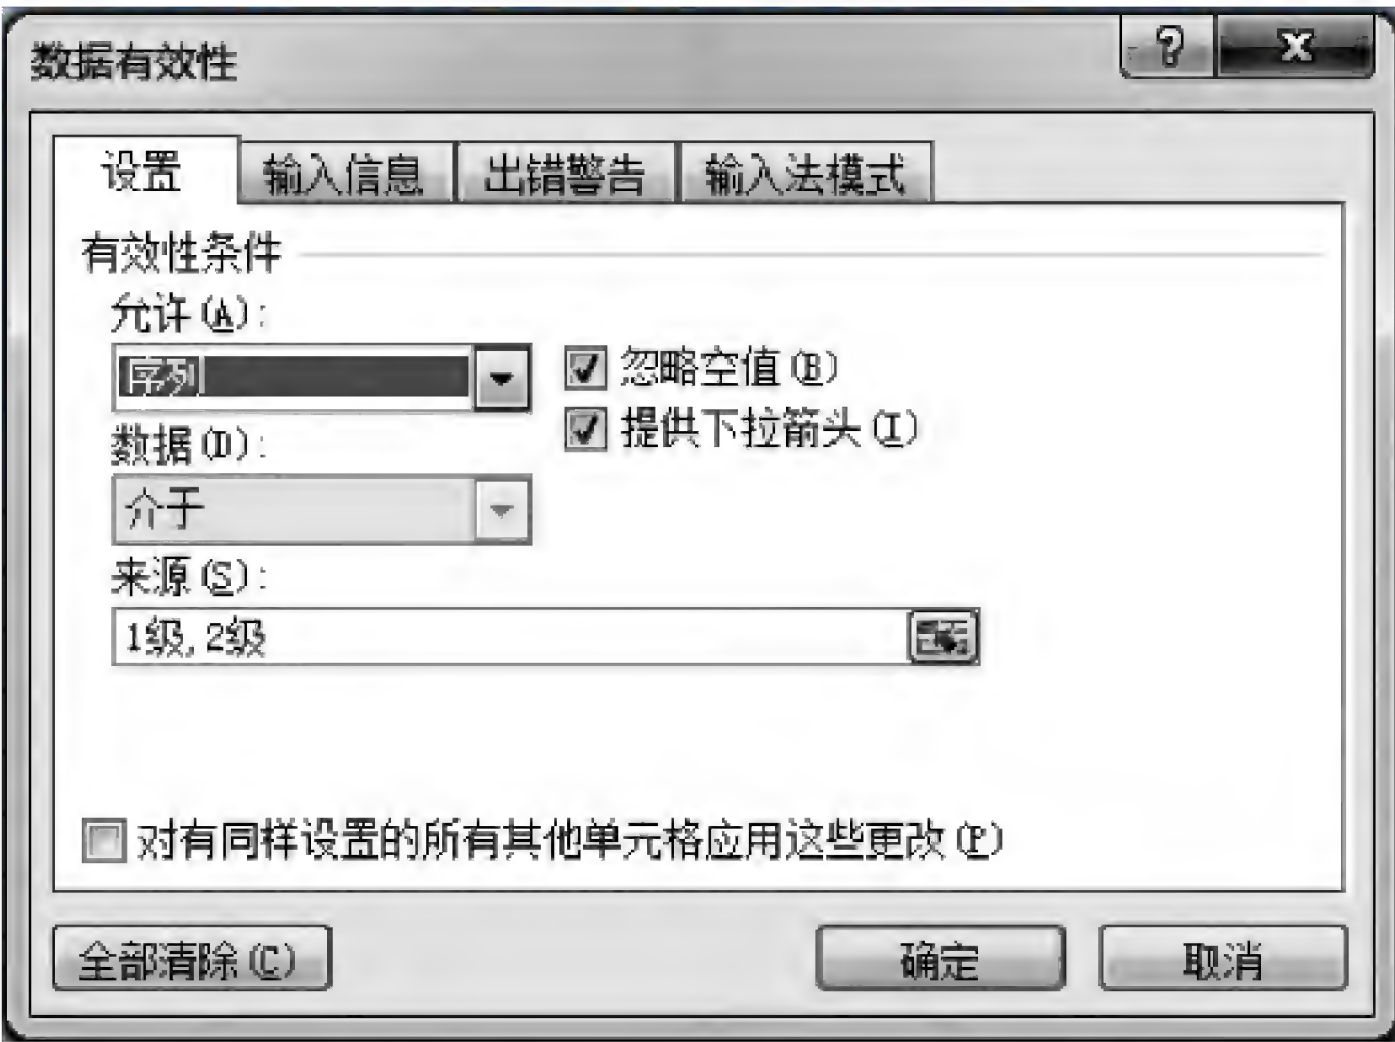 数据有效性
设置 输入信息 出错警告 输入法模式
有效性条件
允许(A):
序列
忽略空值(B)
数据(D):
提供下拉箭头(I)
介于
来源(S):
1级,2级
对有同样设置的所有其他单元格应用这些更改(P)
全部清除(C) 确定 取消